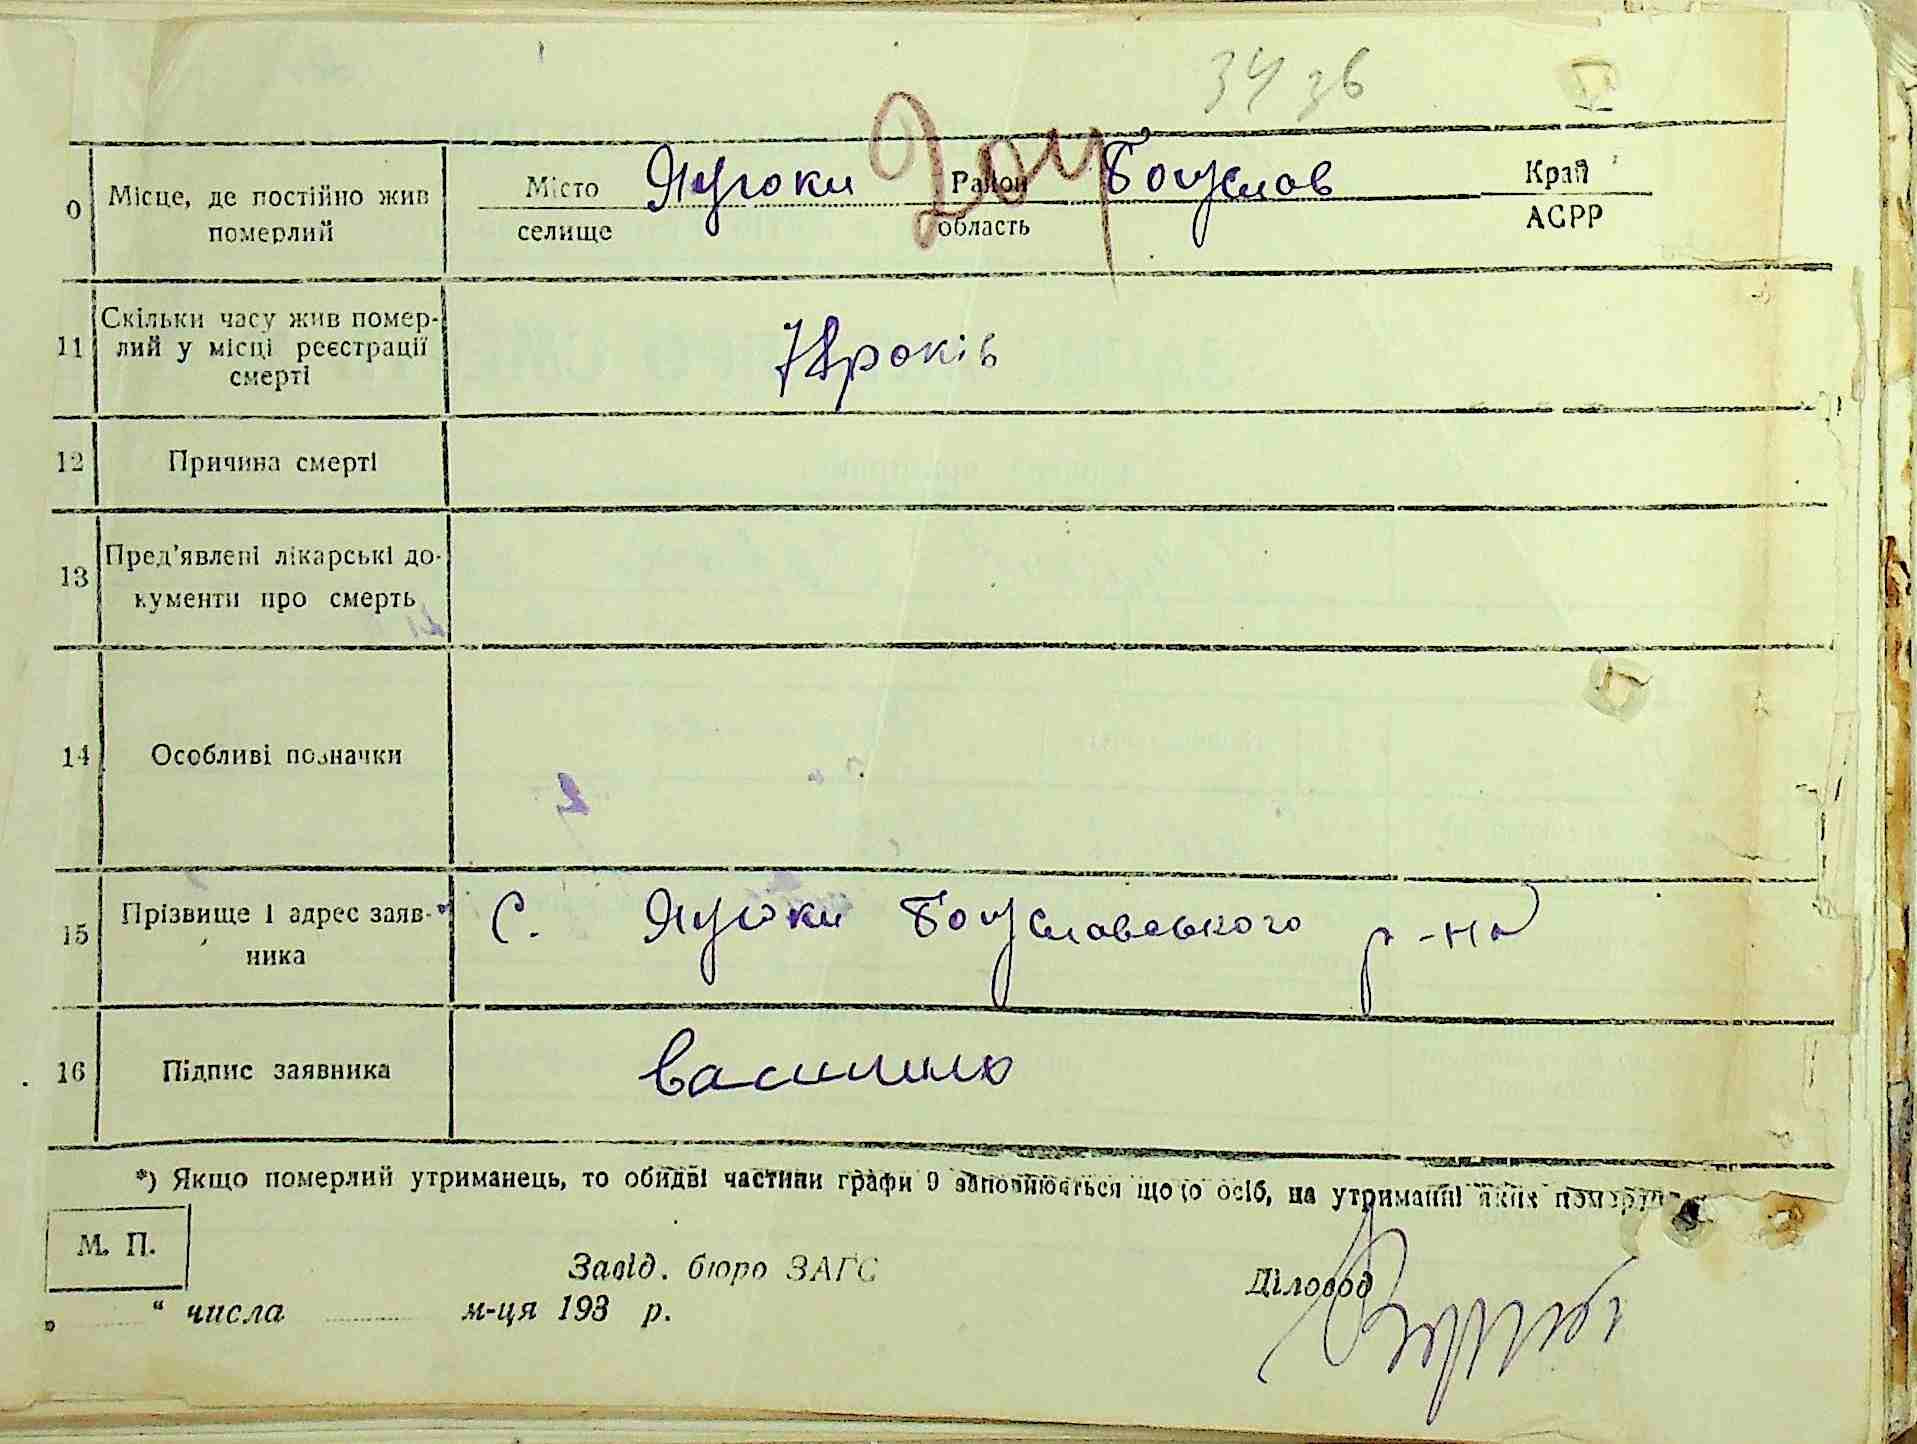 34 зв
204
0 Місце, де постійно жив померлий
Місто селище Яцюки Район область Богуслав Край АСРР
11 Скільки часу жив померлий у місці реєстрації смерті
років
12 Причина смерті
13 Пред'явлені лікарські документи про смерть
14 Особливі позначки
15 Прізвище і адрес заявника
С. Яцюки Богуславського р-на
16 Підпис заявника
*) Якщо померлий утриманець, то обидві частини графи 9 заповнюються щодо осіб, на утриманні яких
М. П.
Завід. бюро ЗАГС
Діловод
„ “ числа м-ця 193 р.